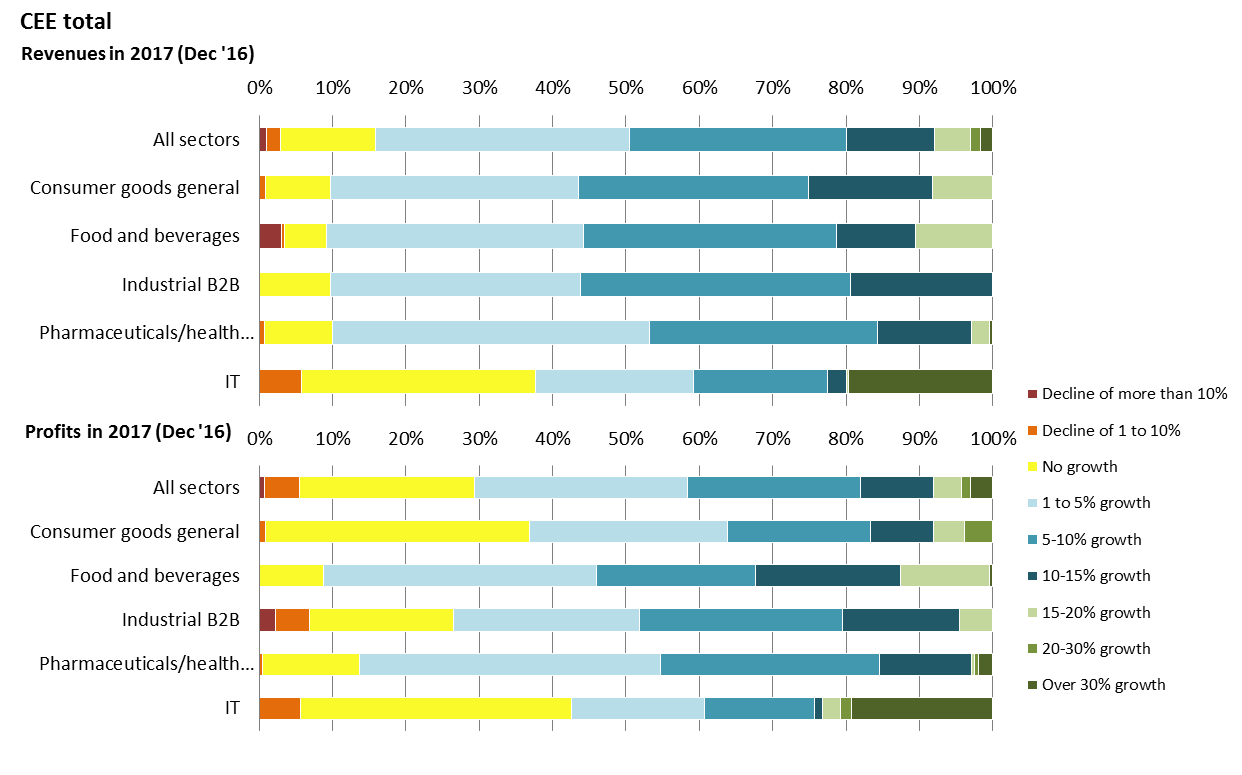 CEE total
Revenues in 2017 (Dec '16)
0% 10% 20% 30% 40% 50% 60% 70% 80% 90% 100%
All sectors
Consumer goods general
Food and beverages
Industrial B2B
Pharmaceuticals/health...
IT
Profits in 2017 (Dec '16)
0% 10% 20% 30% 40% 50% 60% 70% 80% 90% 100%
All sectors
Consumer goods general
Food and beverages
Industrial B2B
Pharmaceuticals/health...
IT
Decline of more than 10%
Decline of 1 to 10%
No growth
1 to 5% growth
5-10% growth
10-15% growth
15-20% growth
20-30% growth
Over 30% growth